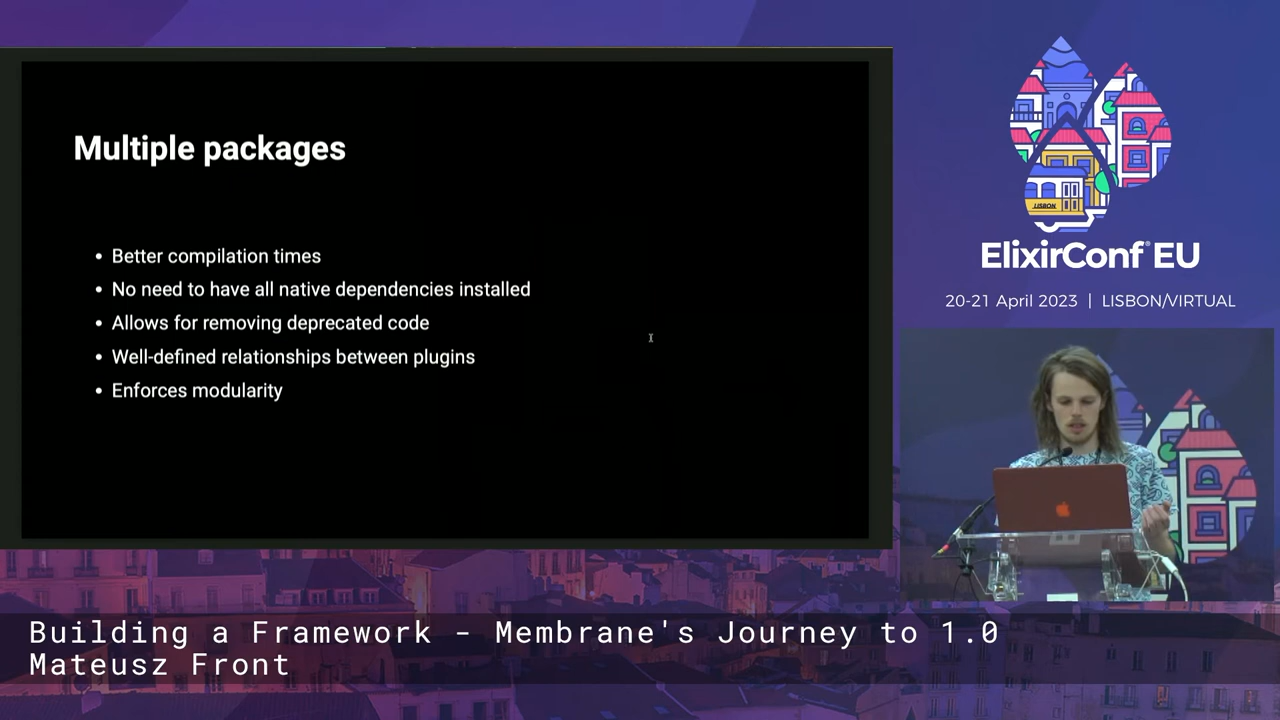 Multiple packages
• Better compilation times
• No need to have all native dependencies installed
• Allows for removing deprecated code
• Well-defined relationships between plugins
• Enforces modularity
LISBON
ElixirConf® EU
20-21 April 2023 | LISBON/VIRTUAL
Building a Framework - Membrane's Journey to 1.0
Mateusz Front